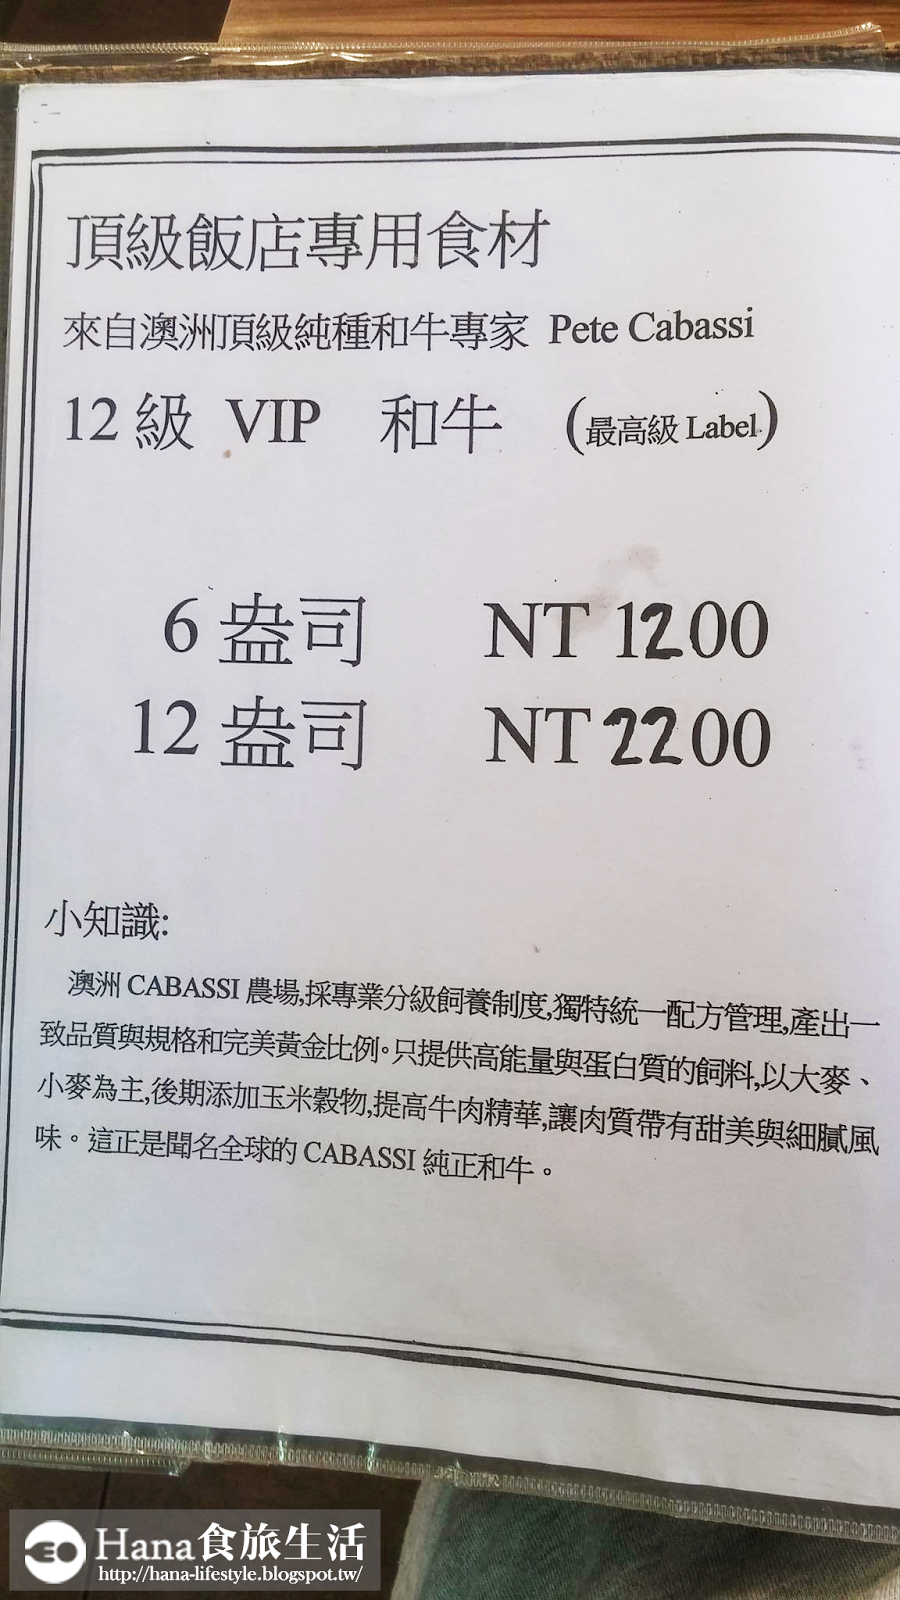 頂級飯店專用食材
來自澳洲頂級純種和牛專家 Pete Cabassi
12 級 VIP 和牛 (最高級 Label)
6 盎司 NT 1200
12 盎司 NT 2200
小知識:
澳洲 CABASSI 農場,採專業分級飼養制度,獨特統一配方管理,產出一
致品質與規格和完美黃金比例。只提供高能量與蛋白質的飼料,以大麥、
小麥為主,後期添加玉米穀物,提高牛肉精華,讓肉質帶有甜美與細膩風
味。這正是聞名全球的 CABASSI 純正和牛。
Hana食旅生活
http://hana-lifestyle.blogspot.tw/